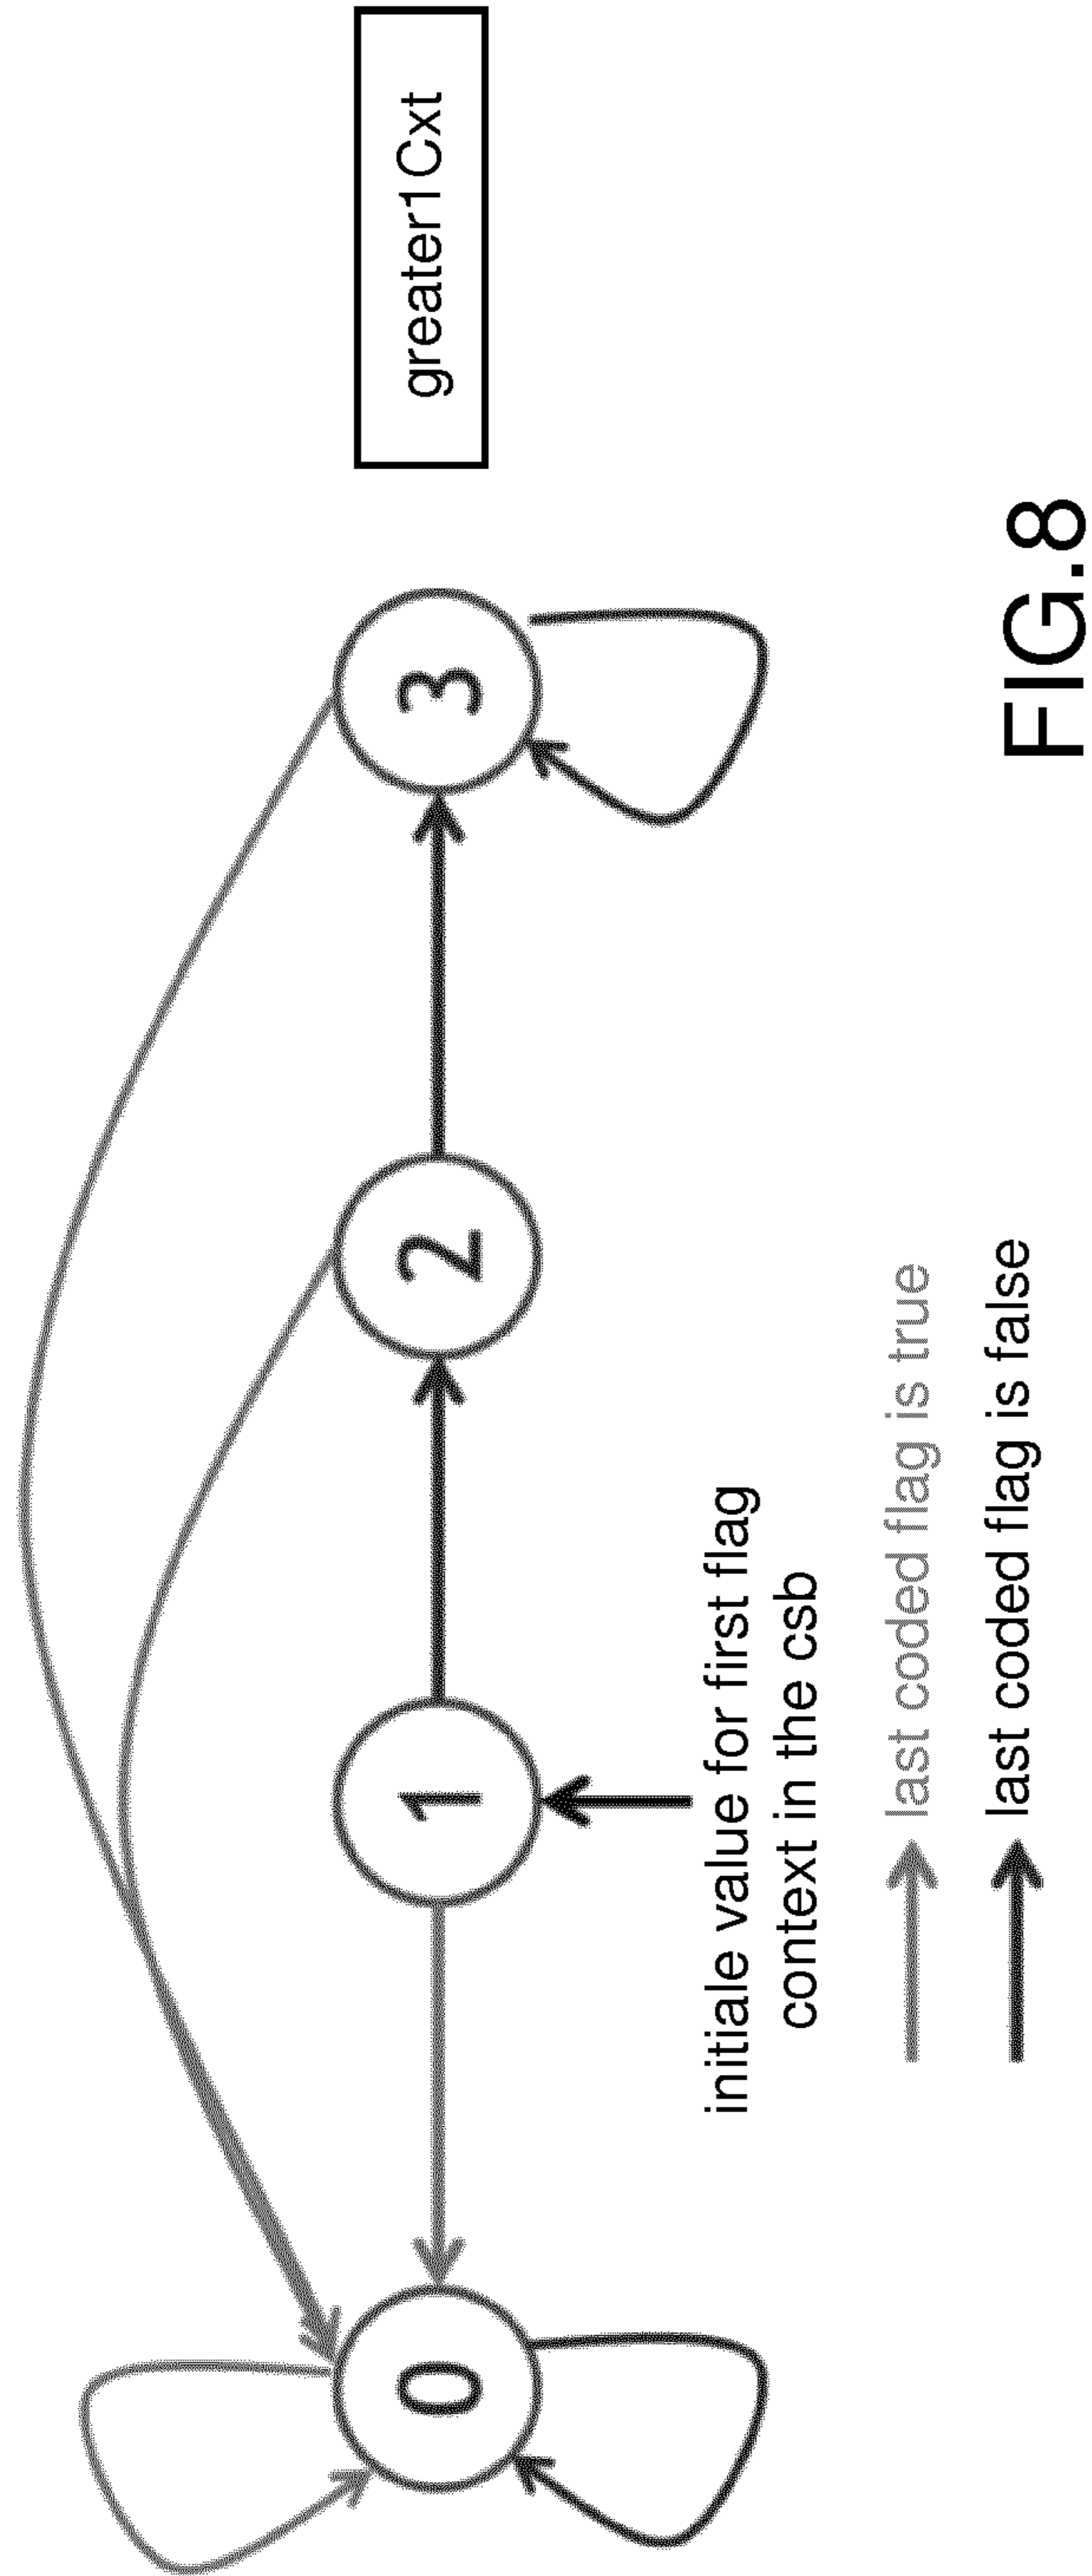 greater1Cxt
0
1
2
3
initiale value for first flag
context in the csb
last coded flag is true
last coded flag is false
FIG.8